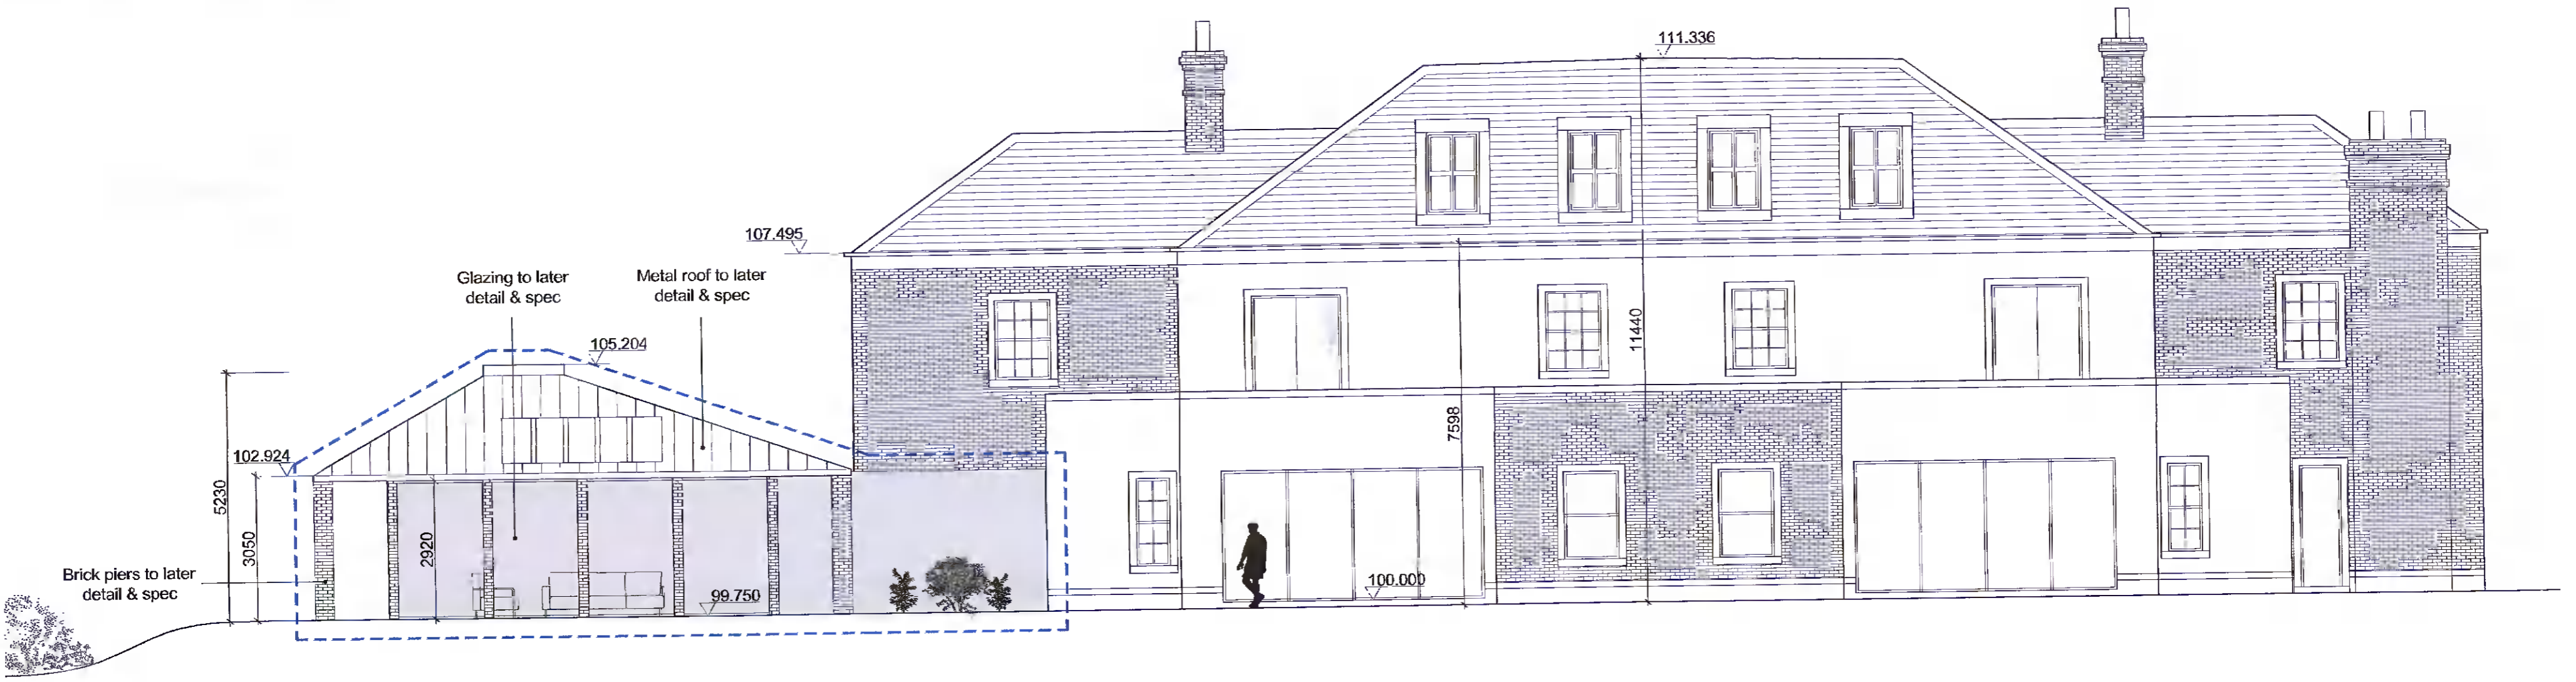 111.336
107.495
Glazing to later
detail & spec
Metal roof to later
detail & spec
105.204
11440
7598
102.924
5230
3050
2920
Brick piers to later
detail & spec
99.750
100.000